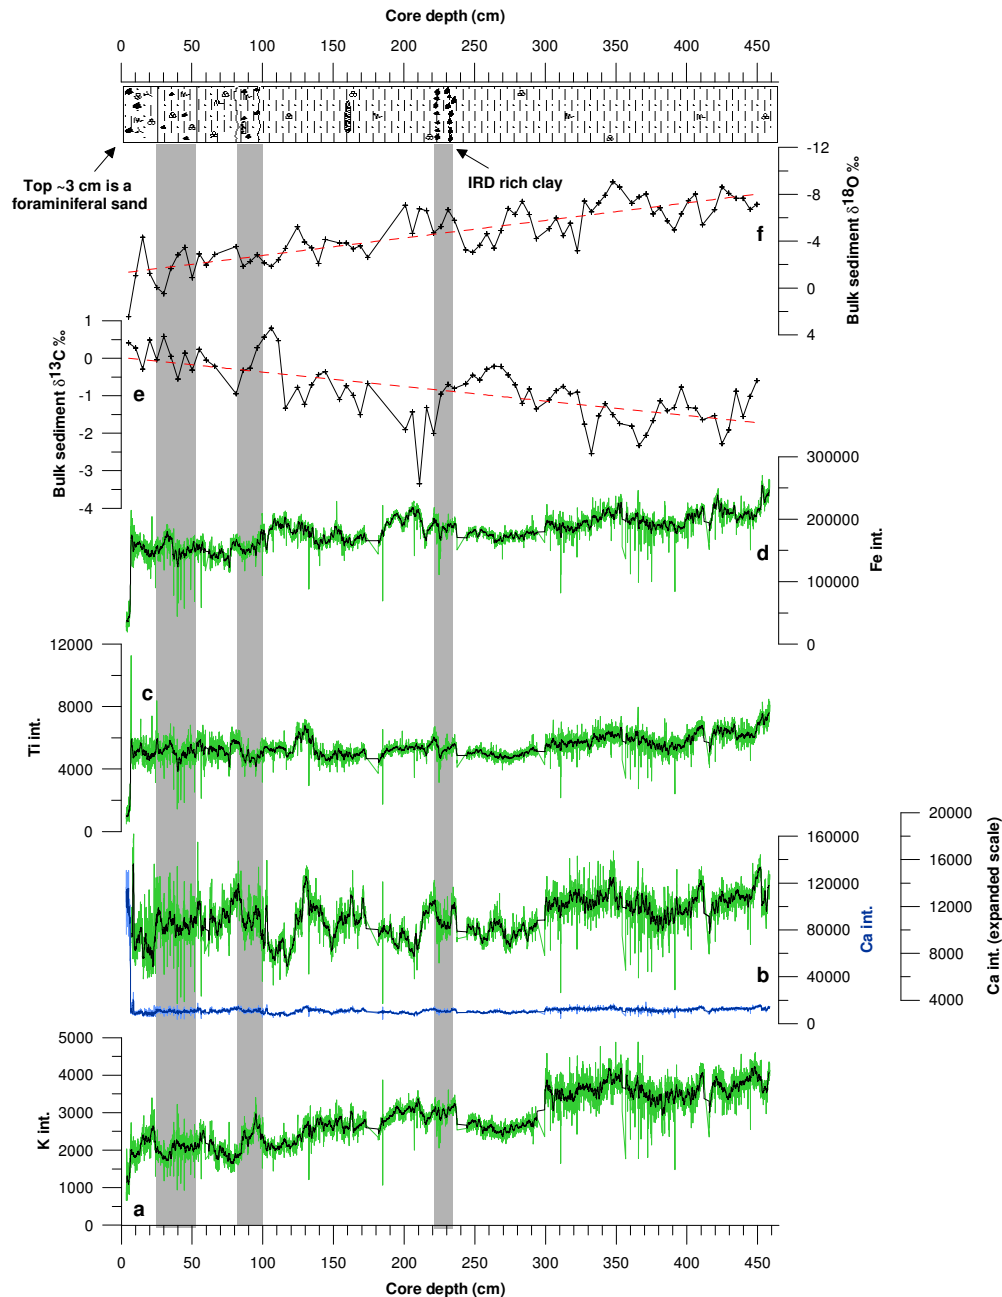 Core depth (cm)
0 50 100 150 200 250 300 350 400 450
Top ~3 cm is a
foraminiferal sand
IRD rich clay
-12
-8
-4
0
4
Bulk sediment δ18O ‰
f
1
0
-1
-2
-3
-4
Bulk sediment δ13C ‰
e
300000
200000
100000
0
Fe int.
d
12000
8000
4000
0
Ti int.
c
160000
120000
80000
40000
0
Ca int.
20000
16000
12000
8000
4000
Ca int. (expanded scale)
b
5000
4000
3000
2000
1000
0
K int.
a
0 50 100 150 200 250 300 350 400 450
Core depth (cm)